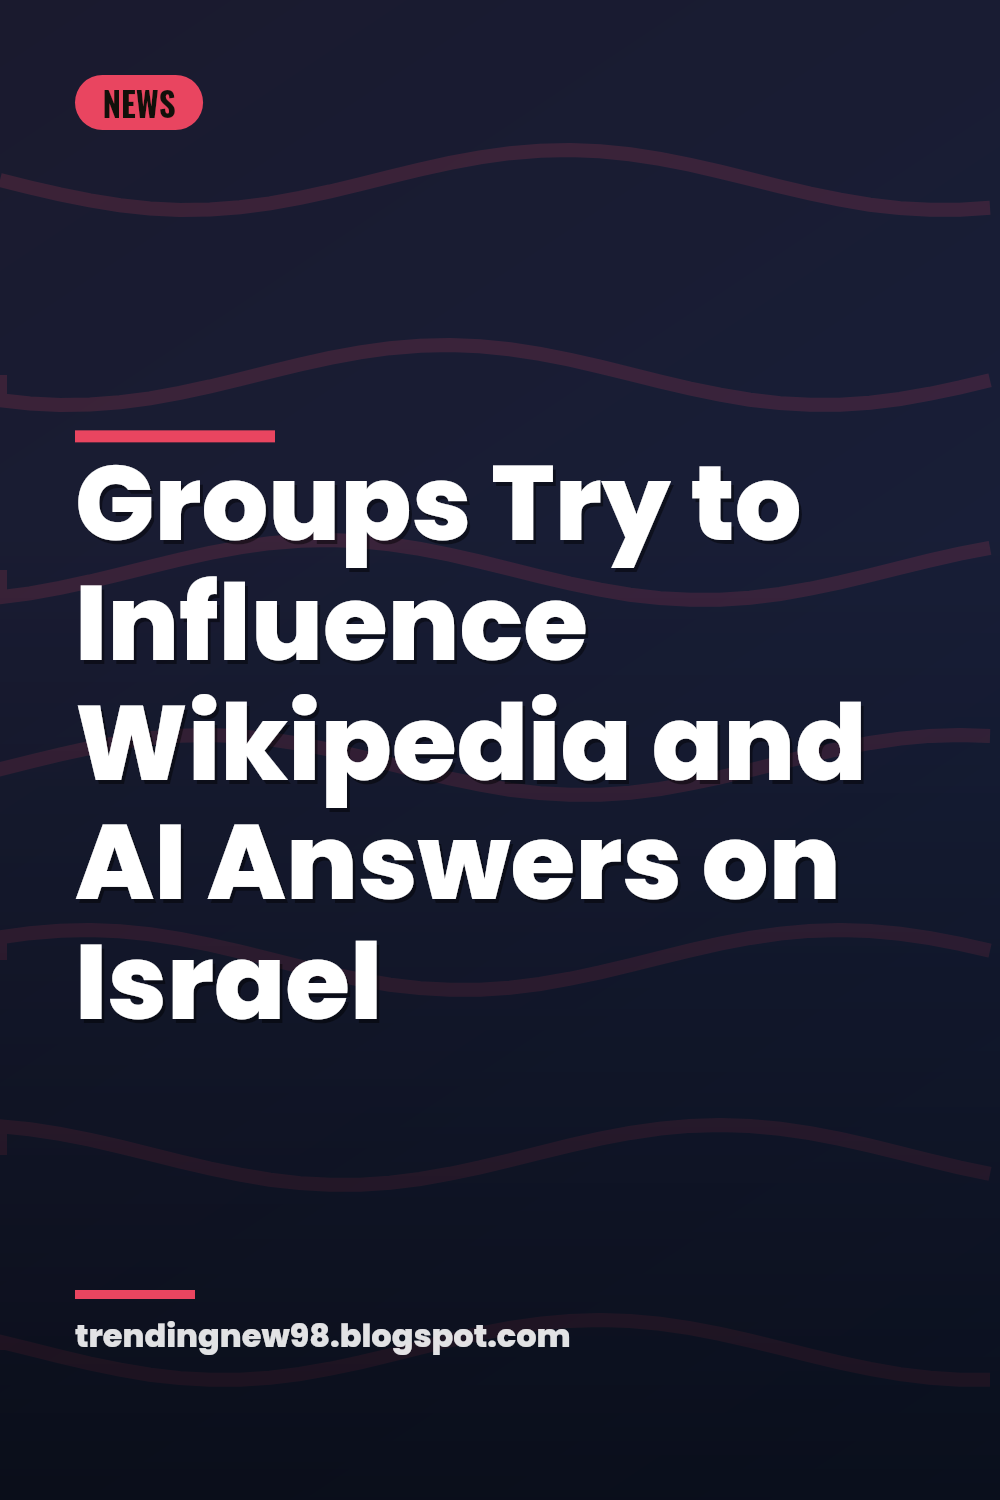 NEWS
Groups Try to
Influence
Wikipedia and
AI Answers on
Israel
trendingnew98.blogspot.com